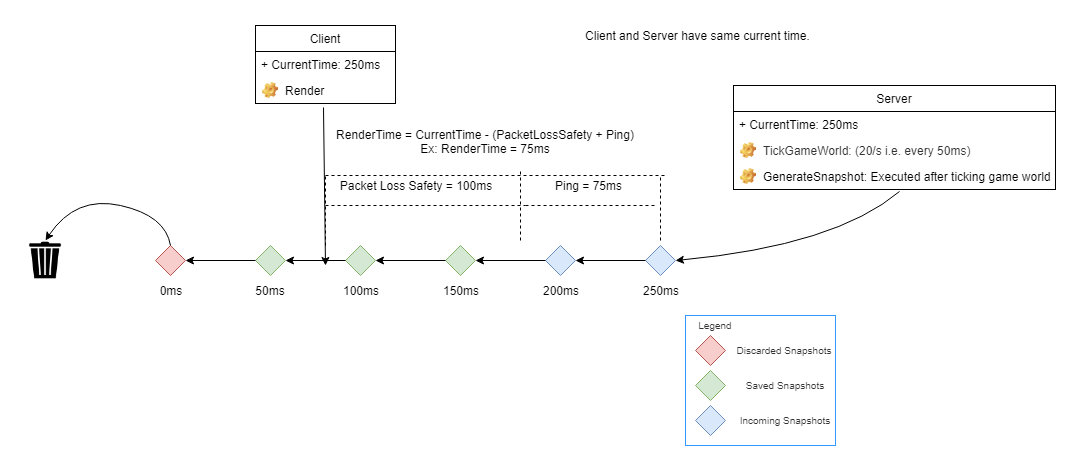 Client
Client and Server have same current time.
+ CurrentTime: 250ms
Render
Server
+ CurrentTime: 250ms
TickGameWorld: (20/s i.e. every 50ms)
GenerateSnapshot: Executed after ticking game world
RenderTime = CurrentTime - (PacketLossSafety + Ping)
Ex: RenderTime = 75ms
Packet Loss Safety = 100ms
Ping = 75ms
0ms
50ms
100ms
150ms
200ms
250ms
Legend
Discarded Snapshots
Saved Snapshots
Incoming Snapshots